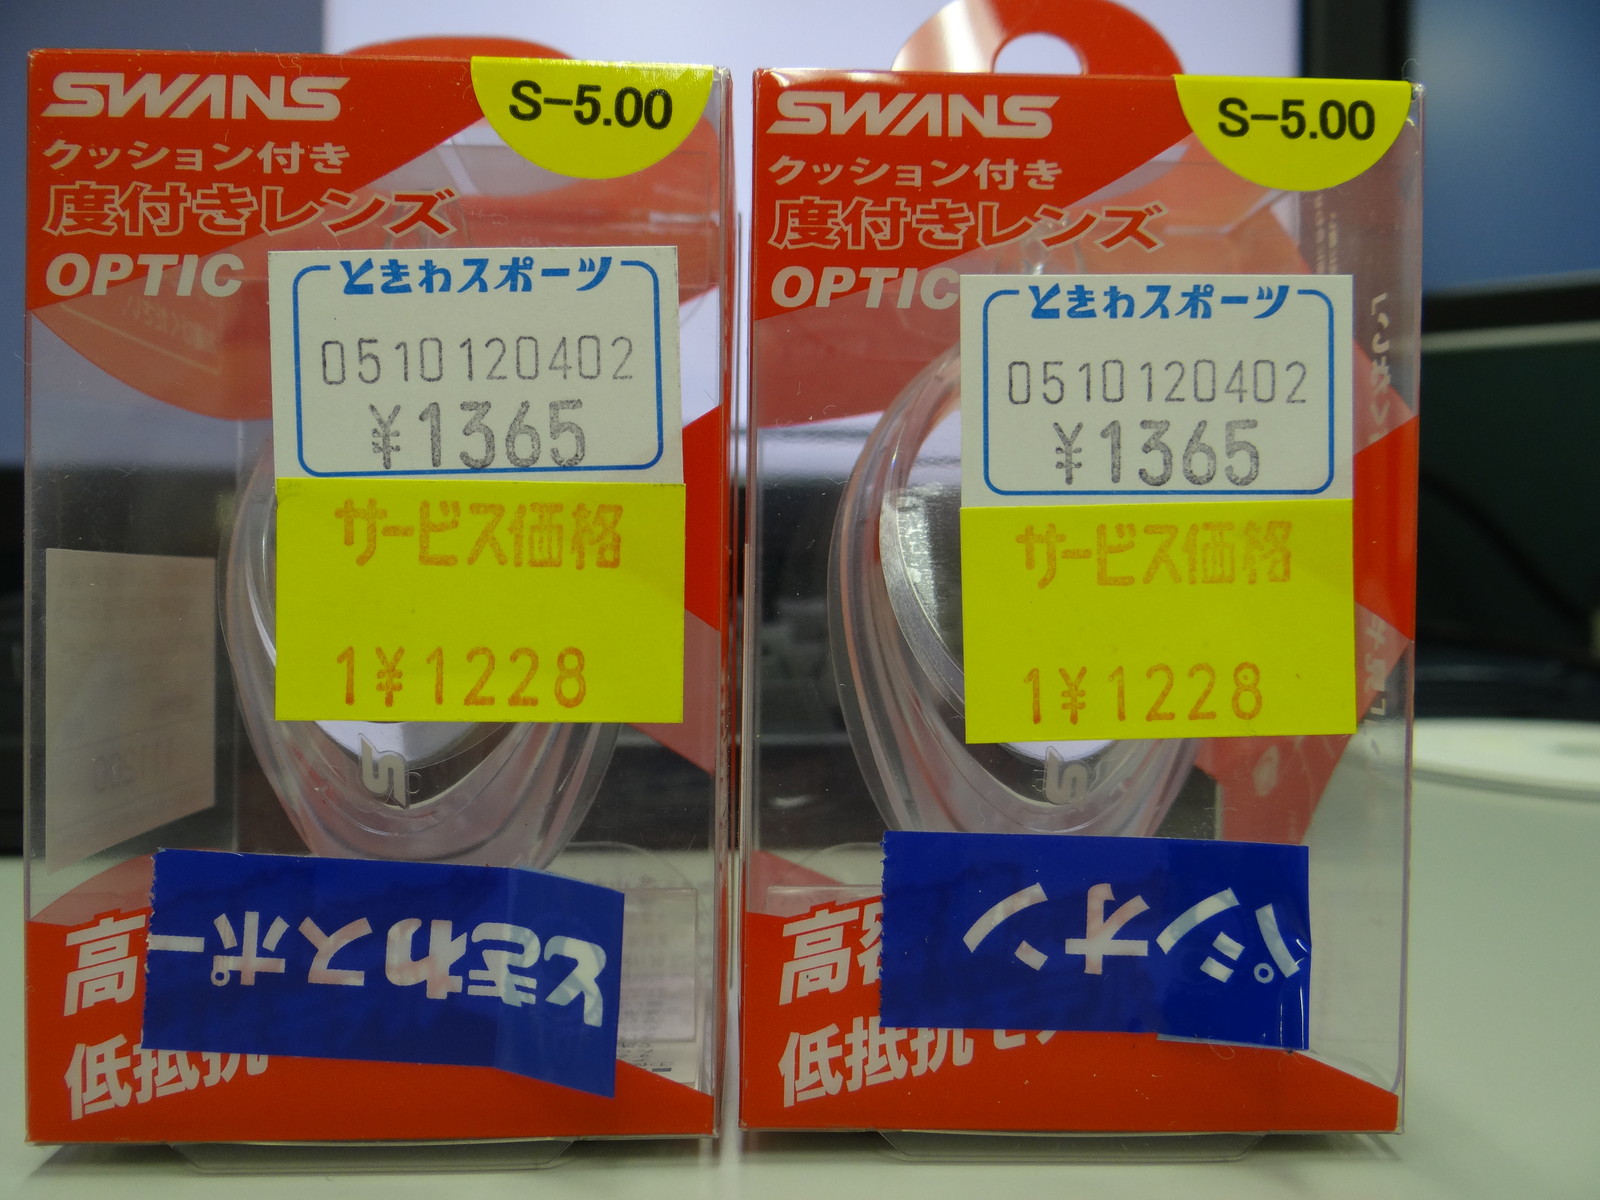 SWANS
クッション付き
度付きレンズ
OPTIC
S-5.00
ときわスポーツ
0510120402
¥1365
サービス価格
1¥1228
ときわスポー
高
低抵抗
SWANS
クッション付き
度付きレンズ
OPTIC
S-5.00
ときわスポーツ
0510120402
¥1365
サービス価格
1¥1228
パシオン
高密
低抵抗モ